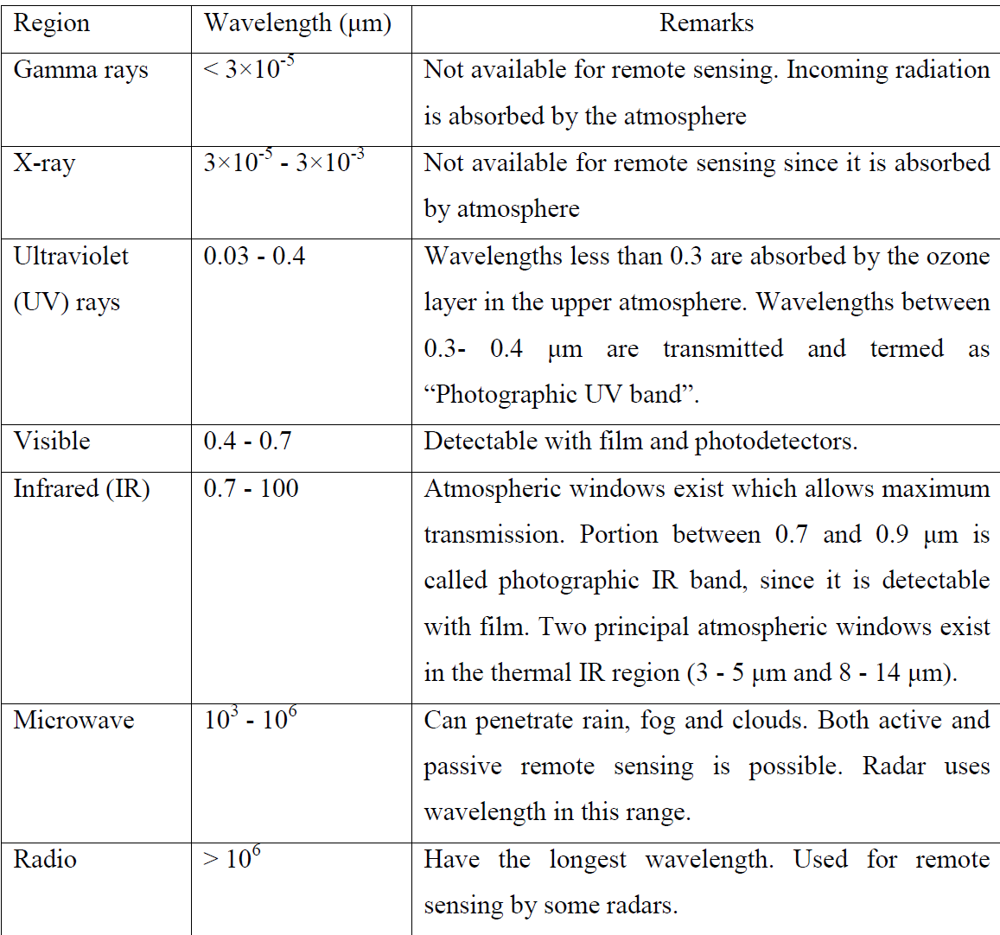 Region Wavelength (μm) Remarks
Gamma rays < 3×10⁻⁵ Not available for remote sensing. Incoming radiation
is absorbed by the atmosphere
X-ray 3×10⁻⁵ - 3×10⁻³ Not available for remote sensing since it is absorbed
by atmosphere
Ultraviolet 0.03 - 0.4 Wavelengths less than 0.3 are absorbed by the ozone
(UV) rays layer in the upper atmosphere. Wavelengths between
0.3- 0.4 μm are transmitted and termed as
“Photographic UV band”.
Visible 0.4 - 0.7 Detectable with film and photodetectors.
Infrared (IR) 0.7 - 100 Atmospheric windows exist which allows maximum
transmission. Portion between 0.7 and 0.9 μm is
called photographic IR band, since it is detectable
with film. Two principal atmospheric windows exist
in the thermal IR region (3 - 5 μm and 8 - 14 μm).
Microwave 10³ - 10⁶ Can penetrate rain, fog and clouds. Both active and
passive remote sensing is possible. Radar uses
wavelength in this range.
Radio > 10⁶ Have the longest wavelength. Used for remote
sensing by some radars.